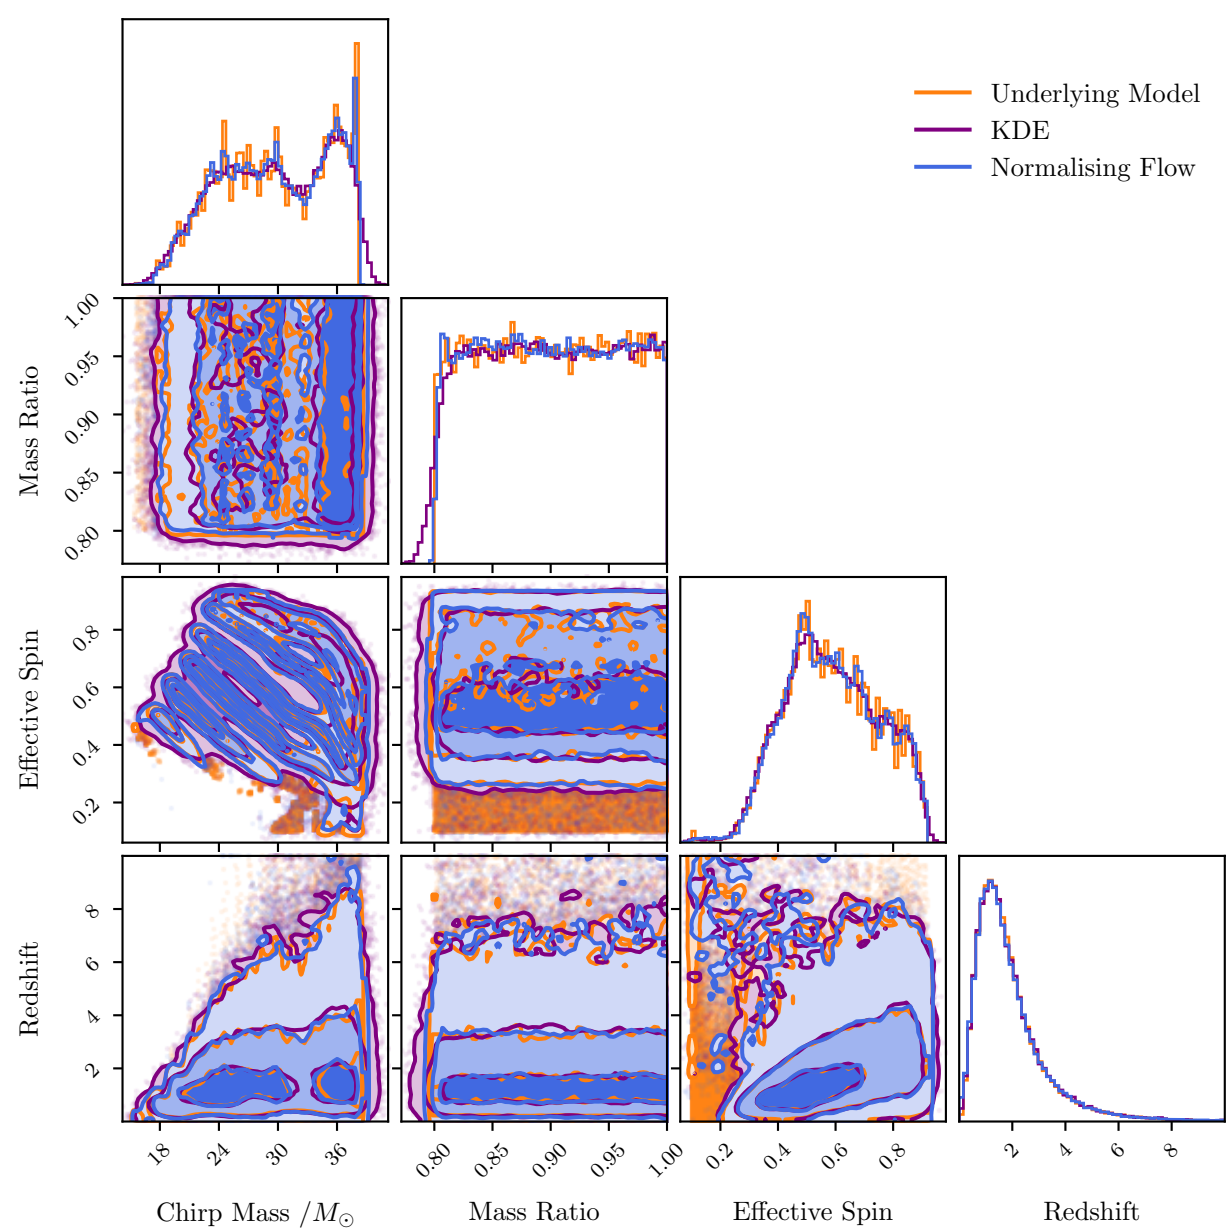 Underlying Model
KDE
Normalising Flow
Mass Ratio
1.00
0.95
0.90
0.85
0.80
Effective Spin
0.8
0.6
0.4
0.2
Redshift
8
6
4
2
18 24 30 36
0.80 0.85 0.90 0.95 1.00
0.2 0.4 0.6 0.8
2 4 6 8
Chirp Mass /M⊙ Mass Ratio Effective Spin Redshift